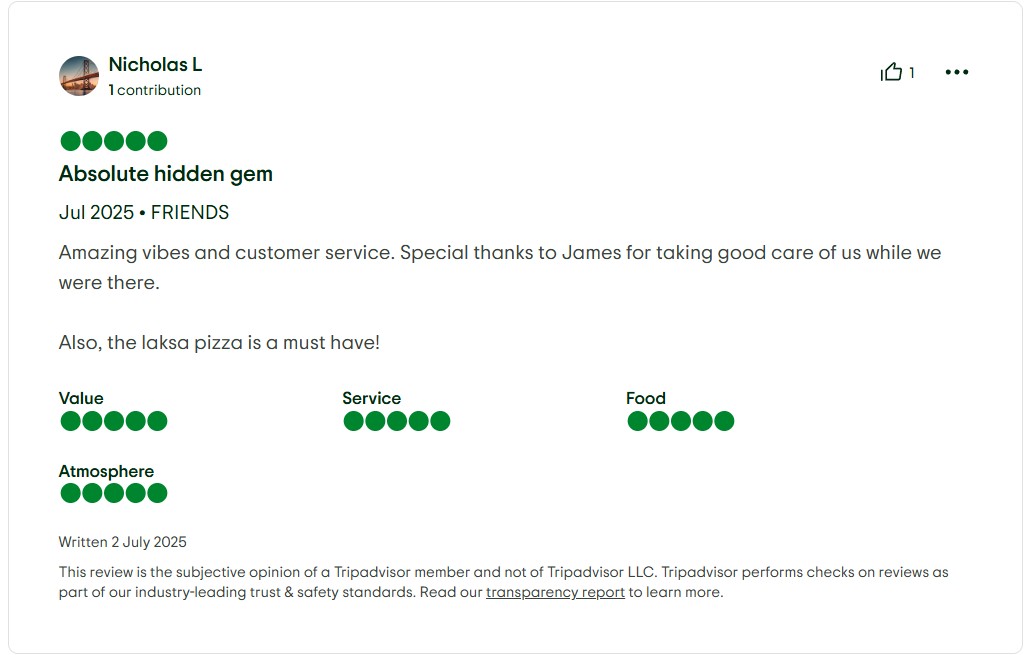 Nicholas L
1 contribution
1
Absolute hidden gem
Jul 2025 • FRIENDS
Amazing vibes and customer service. Special thanks to James for taking good care of us while we
were there.
Also, the laksa pizza is a must have!
Value
Service
Food
Atmosphere
Written 2 July 2025
This review is the subjective opinion of a Tripadvisor member and not of Tripadvisor LLC. Tripadvisor performs checks on reviews as
part of our industry-leading trust & safety standards. Read our transparency report to learn more.